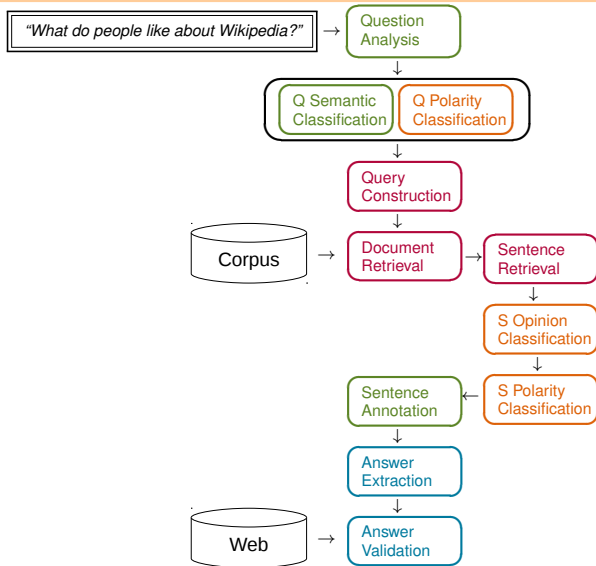 “What do people like about Wikipedia?”
→
Question
Analysis
↓
Q Semantic
Classification
Q Polarity
Classification
↓
Query
Construction
↓
Corpus
→
Document
Retrieval
→
Sentence
Retrieval
↓
S Opinion
Classification
↓
S Polarity
Classification
←
Sentence
Annotation
↓
Answer
Extraction
↓
Web
→
Answer
Validation